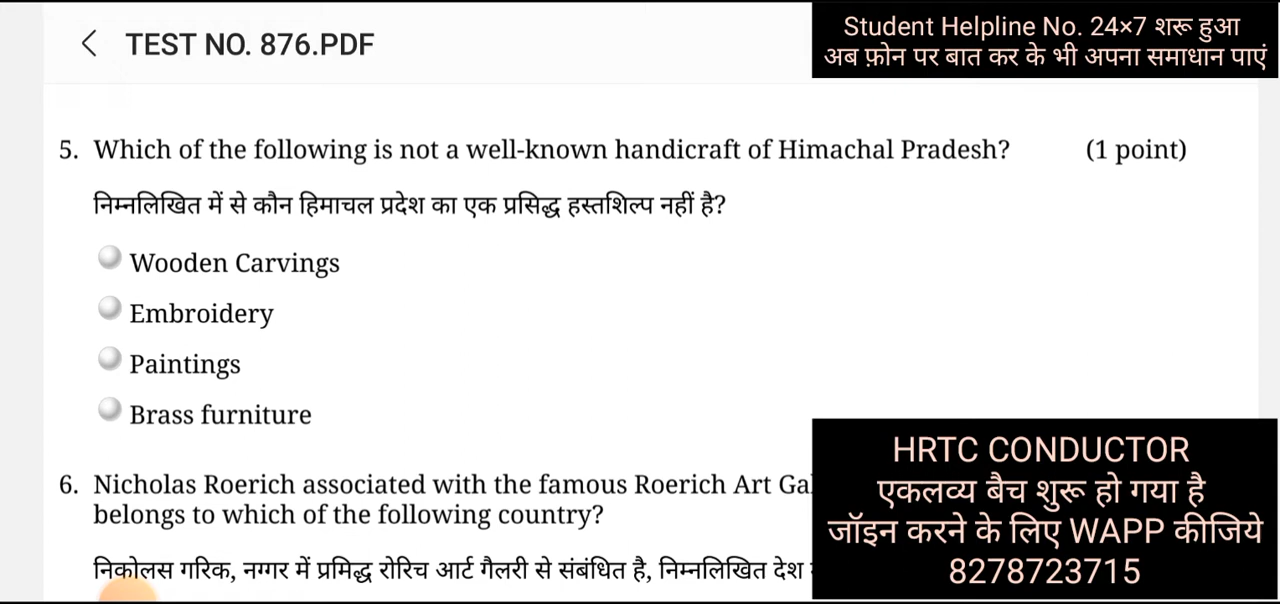 Student Helpline No. 24×7 शरू हुआ
अब फ़ोन पर बात कर के भी अपना समाधान पाएं
TEST NO. 876.PDF
5. Which of the following is not a well-known handicraft of Himachal Pradesh? (1 point)
निम्नलिखित में से कौन हिमाचल प्रदेश का एक प्रसिद्ध हस्तशिल्प नहीं है?
Wooden Carvings
Embroidery
Paintings
Brass furniture
6. Nicholas Roerich associated with the famous Roerich Art Gal
belongs to which of the following country?
निकोलस गरिक, नग्गर में प्रमिद्ध रोरिच आर्ट गैलरी से संबंधित है, निम्नलिखित देश
HRTC CONDUCTOR
एकलव्य बैच शुरू हो गया है
जॉइन करने के लिए WAPP कीजिये
8278723715